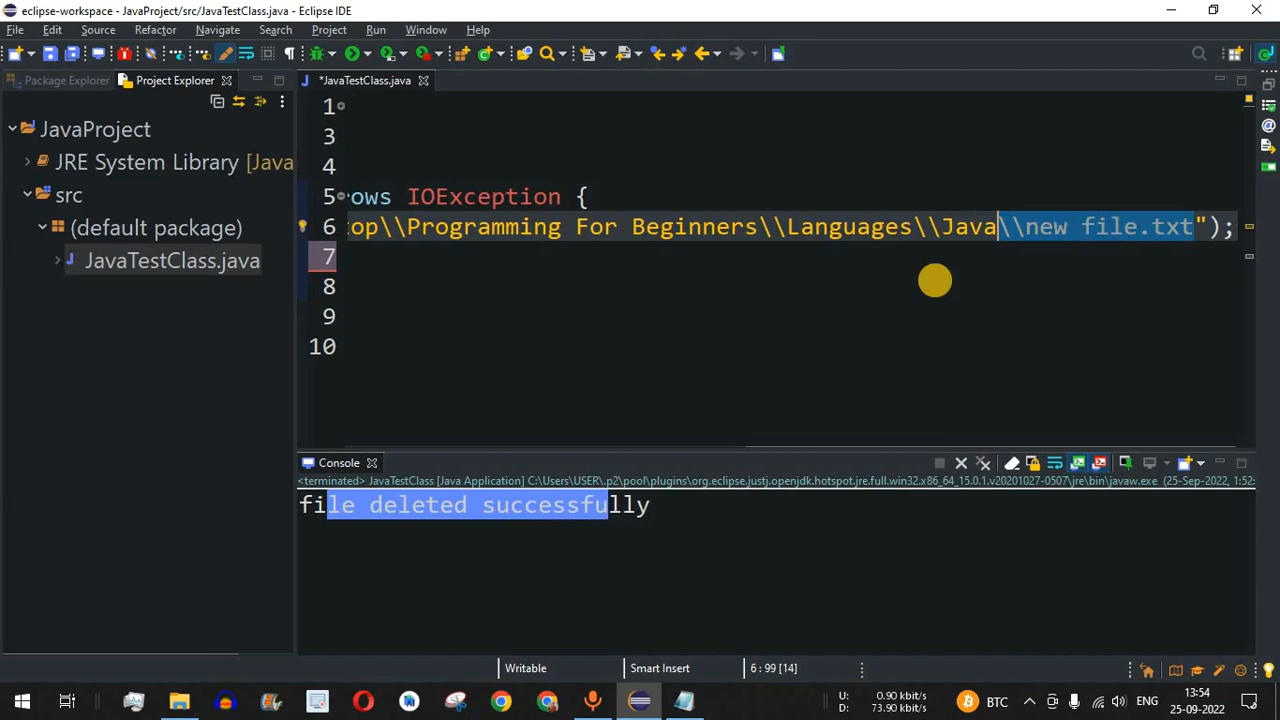 eclipse-workspace - JavaProject/src/JavaTestClass.java - Eclipse IDE
File Edit Source Refactor Navigate Search Project Run Window Help
Package Explorer Project Explorer
*JavaTestClass.java
JavaProject
JRE System Library [Java
src
(default package)
JavaTestClass.java
1
3
4
5 ows IOException {
6 op\\Programming For Beginners\\Languages\\Java\\new file.txt");
7
8
9
10
Console
<terminated> JavaTestClass [Java Application] C:\Users\USER\.p2\pool\plugins\org.eclipse.justj.openjdk.hotspot.jre.full.win32.x86_64_15.0.1.v20201027-0507\jre\bin\javaw.exe (25-Sep-2022, 1:52:
file deleted successfully
Writable Smart Insert 6 : 99 [14]
U: 0.90 kbit/s
D: 73.90 kbit/s
BTC
ENG
13:54
25-09-2022